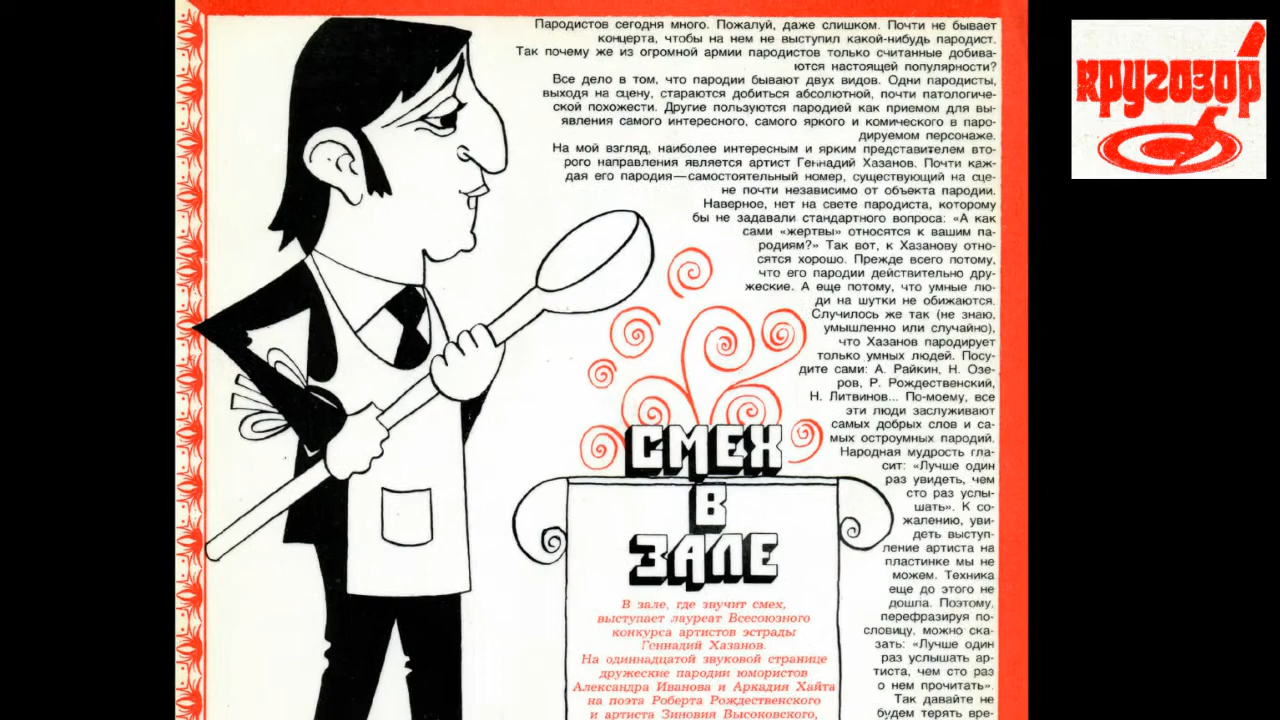 Пародистов сегодня много. Пожалуй, даже слишком. Почти не бывает
концерта, чтобы на нем не выступил какой-нибудь пародист.
Так почему же из огромной армии пародистов только считанные добива-
ются настоящей популярности?
Все дело в том, что пародии бывают двух видов. Одни пародисты,
выходя на сцену, стараются добиться абсолютной, почти патологиче-
ской похожести. Другие пользуются пародией как приемом для вы-
явления самого интересного, самого яркого и комического в паро-
дируемом персонаже.
На мой взгляд, наиболее интересным и ярким представителем вто-
рого направления является артист Геннадий Хазанов. Почти каж-
дая его пародия—самостоятельный номер, существующий на сце-
не почти независимо от объекта пародии.
Наверное, нет на свете пародиста, которому
бы не задавали стандартного вопроса: «А как
сами «жертвы» относятся к вашим па-
родиям?» Так вот, к Хазанову отно-
сятся хорошо. Прежде всего потому,
что его пародии действительно дру-
жеские. А еще потому, что умные лю-
ди на шутки не обижаются.
Случилось же так (не знаю,
умышленно или случайно),
что Хазанов пародирует
только умных людей. Посу-
дите сами: А. Райкин, Н. Озе-
ров, Р. Рождественский,
Н. Литвинов... По-моему, все
эти люди заслуживают
самых добрых слов и са-
мых остроумных пародий.
Народная мудрость гла-
сит: «Лучше один
раз увидеть, чем
сто раз услы-
шать». К со-
жалению, уви-
деть выступ-
ление артиста на
пластинке мы не
можем. Техника
еще до этого не
дошла. Поэтому,
перефразируя по-
словицу, можно ска-
зать: «Лучше один
раз услышать ар-
тиста, чем сто раз
о нем прочитать».
Так давайте не
будем терять вре-
СМЕХ
В
ЗАЛЕ
В зале, где звучит смех,
выступает лауреат Всесоюзного
конкурса артистов эстрады
Геннадий Хазанов.
На одиннадцатой звуковой странице
дружеские пародии юмористов
Александра Иванова и Аркадия Хайта
на поэта Роберта Рождественского
и артиста Зиновия Высоковского,
кругозор